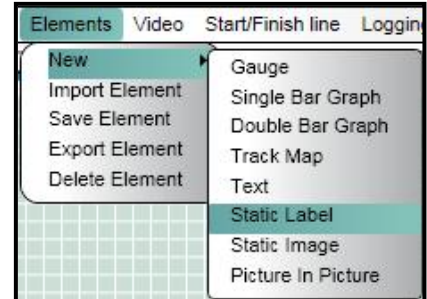 Elements Video Start/Finish line
New
Import Element
Save Element
Export Element
Delete Element
Gauge
Single Bar Graph
Double Bar Graph
Track Map
Text
Static Label
Static Image
Picture In Picture